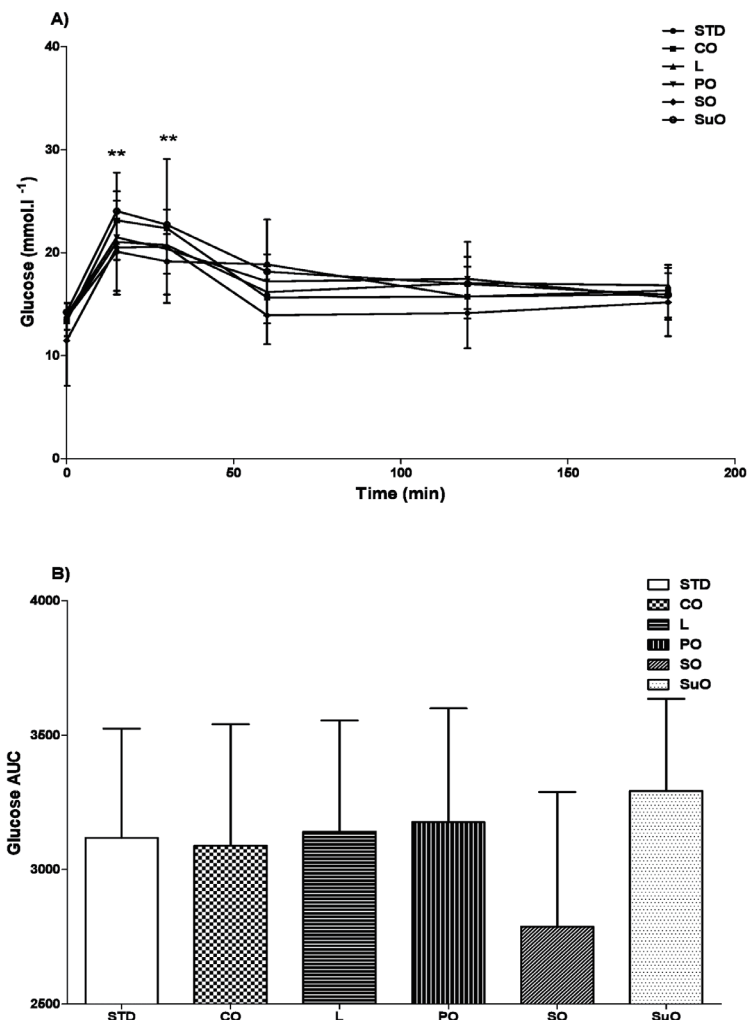 A)
STD
CO
L
PO
SO
SuO
40
30
20
10
0
** **
Glucose (mmol.l -1)
0 50 100 150 200
Time (min)
B)
STD
CO
L
PO
SO
SuO
4000
3500
3000
2500
Glucose AUC
STD CO L PO SO SuO